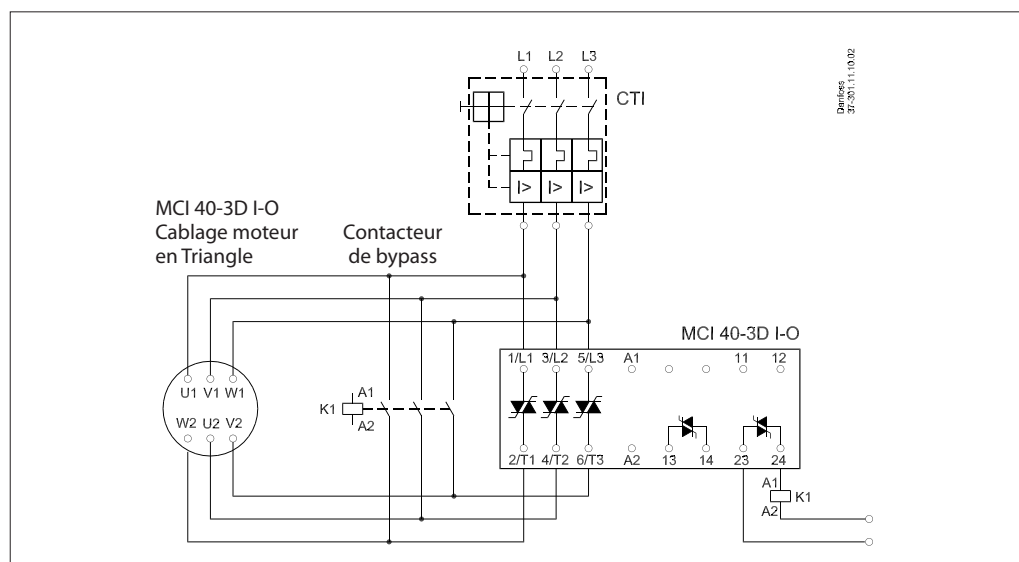 L1 L2 L3
CTI
Danfoss
37-301.11.10.02
I> I> I>
MCI 40-3D I-O
Cablage moteur
en Triangle
Contacteur
de bypass
MCI 40-3D I-O
1/L1 3/L2 5/L3 A1 11 12
U1 V1 W1
W2 U2 V2
K1
A1
A2
2/T1 4/T2 6/T3 A2 13 14 23 24
A1
K1
A2